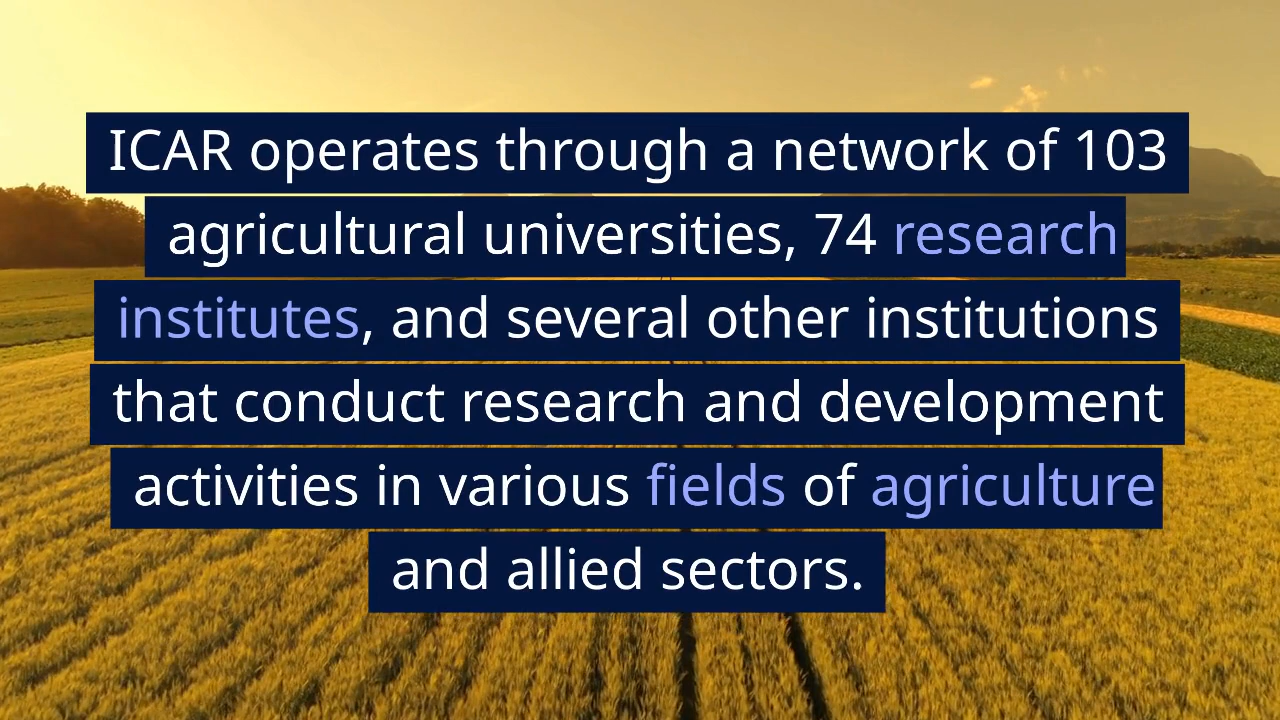 ICAR operates through a network of 103
agricultural universities, 74 research
institutes, and several other institutions
that conduct research and development
activities in various fields of agriculture
and allied sectors.